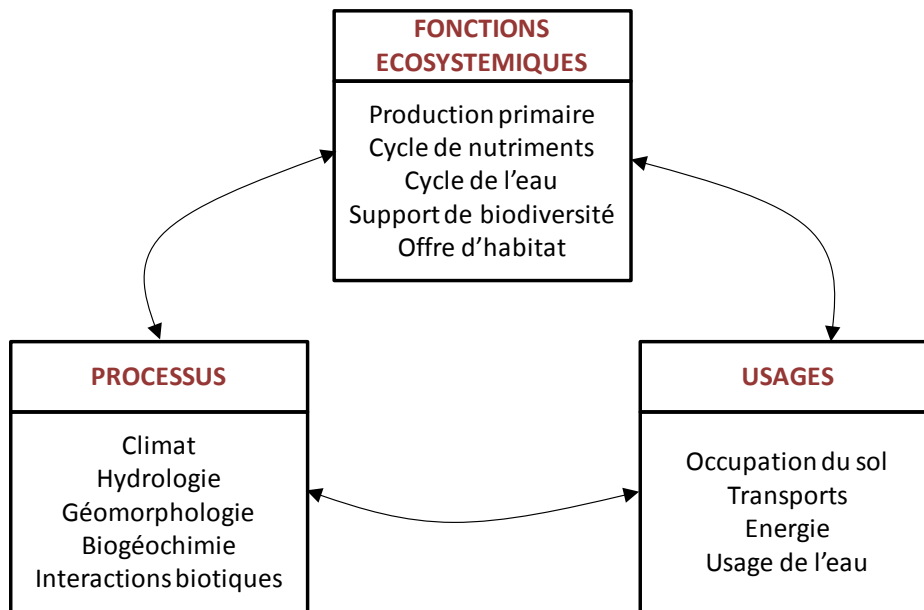 FONCTIONS
ECOSYSTEMIQUES
Production primaire
Cycle de nutriments
Cycle de l’eau
Support de biodiversité
Offre d’habitat
PROCESSUS
Climat
Hydrologie
Géomorphologie
Biogéochimie
Interactions biotiques
USAGES
Occupation du sol
Transports
Energie
Usage de l’eau